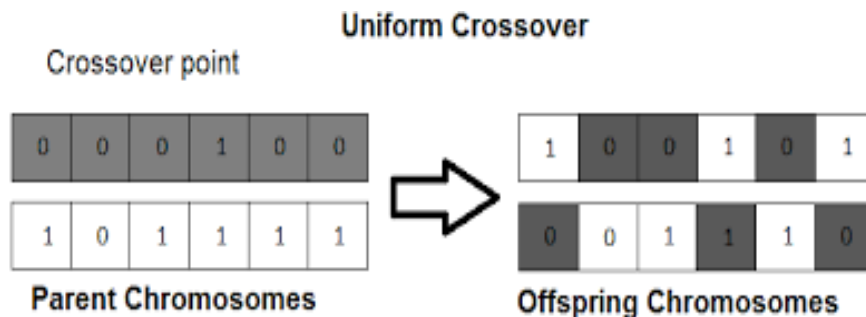 Uniform Crossover
Crossover point
0 0 0 1 0 0
1 0 1 1 1 1
Parent Chromosomes
1 0 0 1 0 1
0 0 1 1 1 0
Offspring Chromosomes